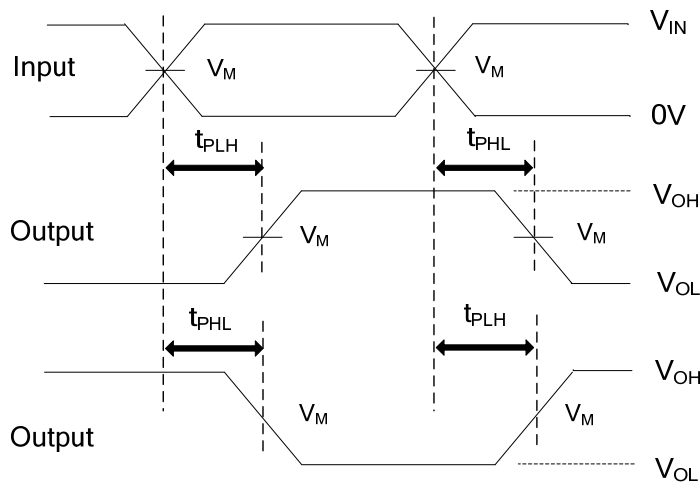 V_IN
Input V_M V_M
0V
t_PLH t_PHL
V_OH
Output V_M V_M
V_OL
t_PHL t_PLH
V_OH
Output V_M V_M
V_OL